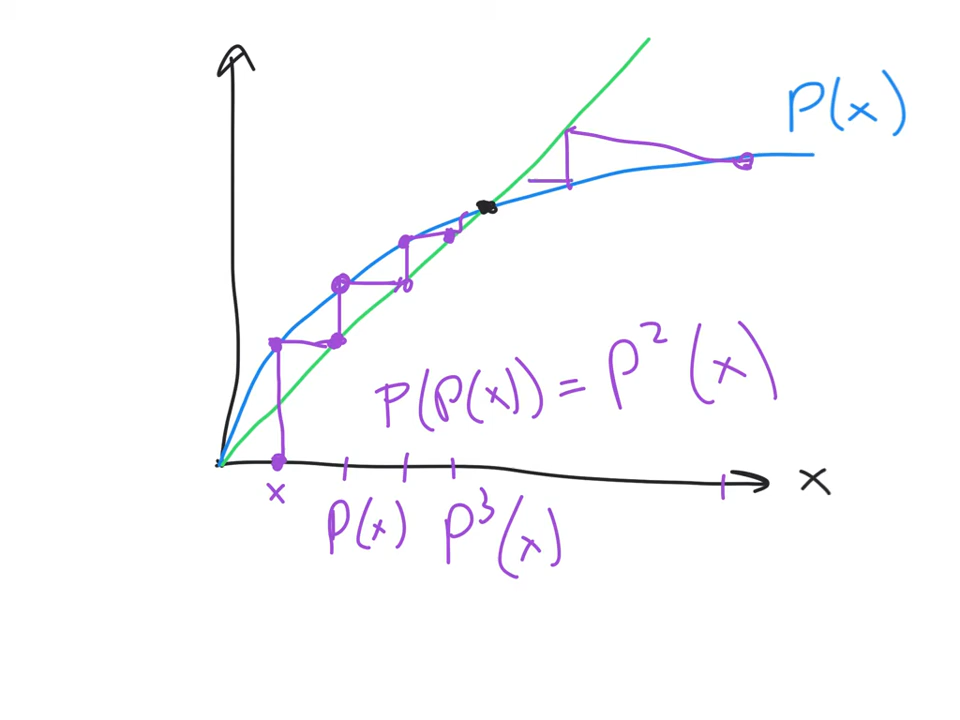 P(x)
P(P(x)) = P²(x)
x
x
P(x) P³(x)